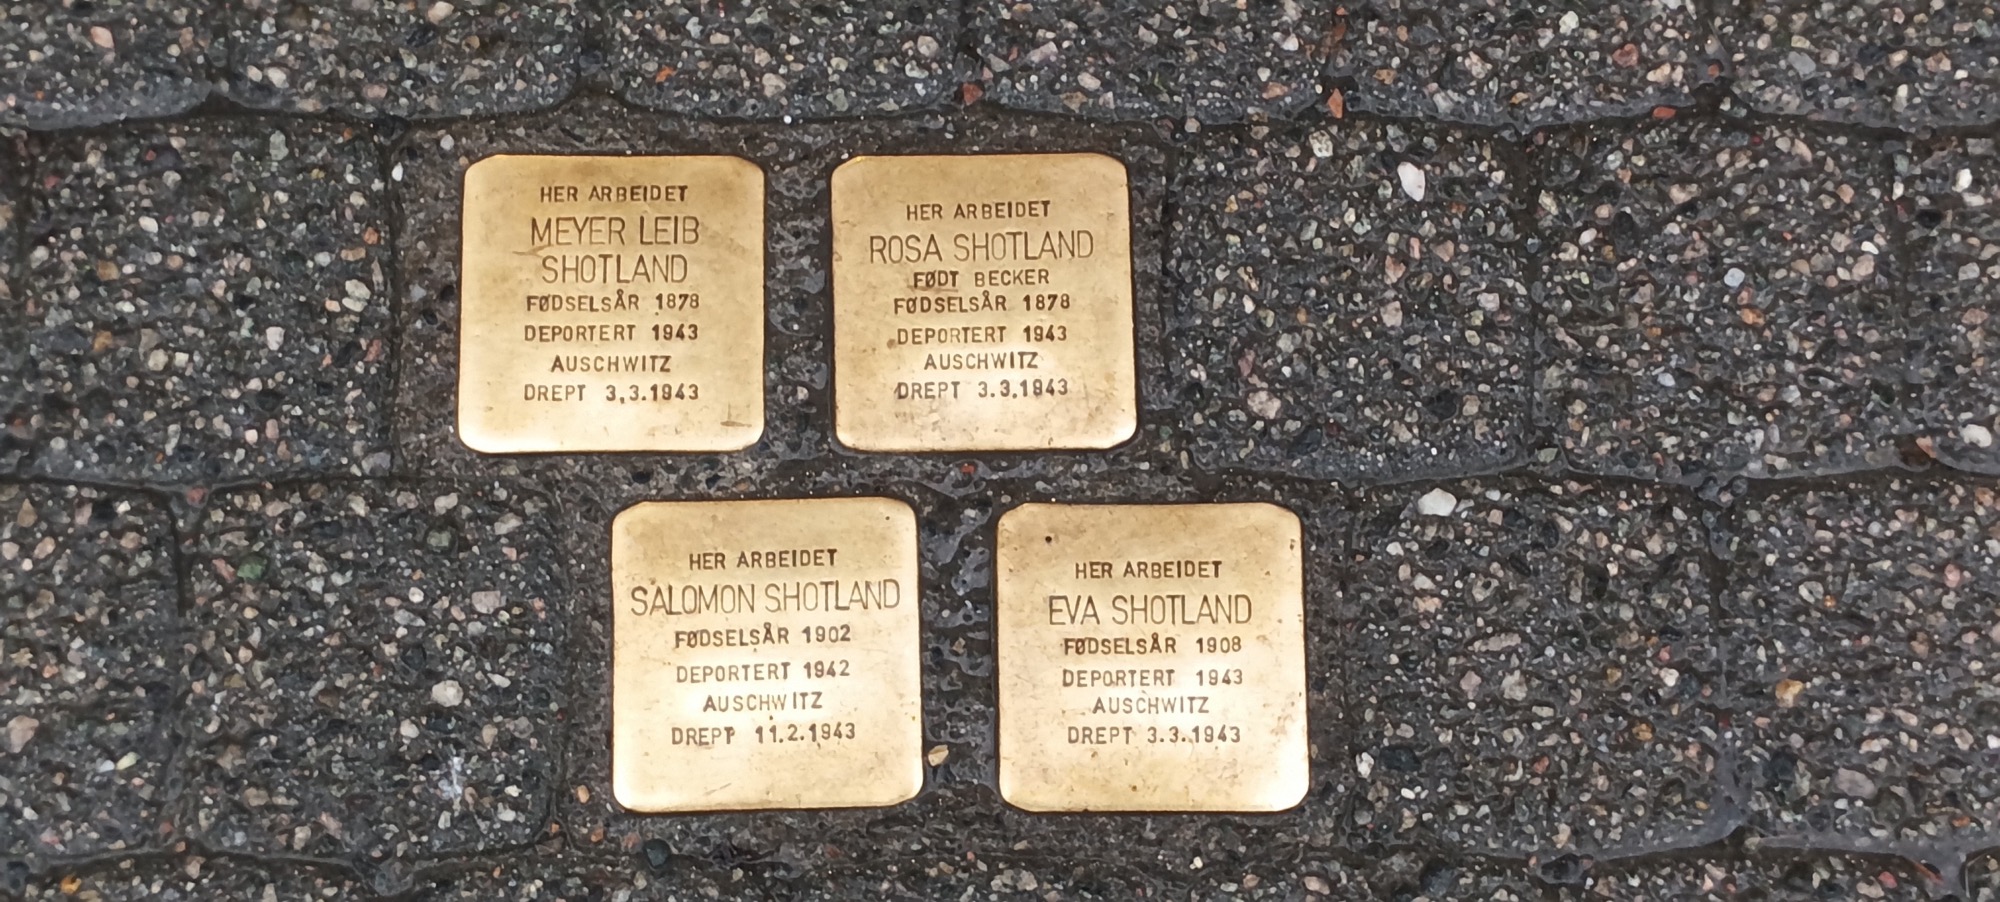 HER ARBEIDET
MEYER LEIB
SHOTLAND
FØDSELSÅR 1878
DEPORTERT 1943
AUSCHWITZ
DREPT 3.3.1943
HER ARBEIDET
ROSA SHOTLAND
FØDT BECKER
FØDSELSÅR 1878
DEPORTERT 1943
AUSCHWITZ
DREPT 3.3.1943
HER ARBEIDET
SALOMON SHOTLAND
FØDSELSÅR 1902
DEPORTERT 1942
AUSCHWITZ
DREPT 11.2.1943
HER ARBEIDET
EVA SHOTLAND
FØDSELSÅR 1908
DEPORTERT 1943
AUSCHWITZ
DREPT 3.3.1943